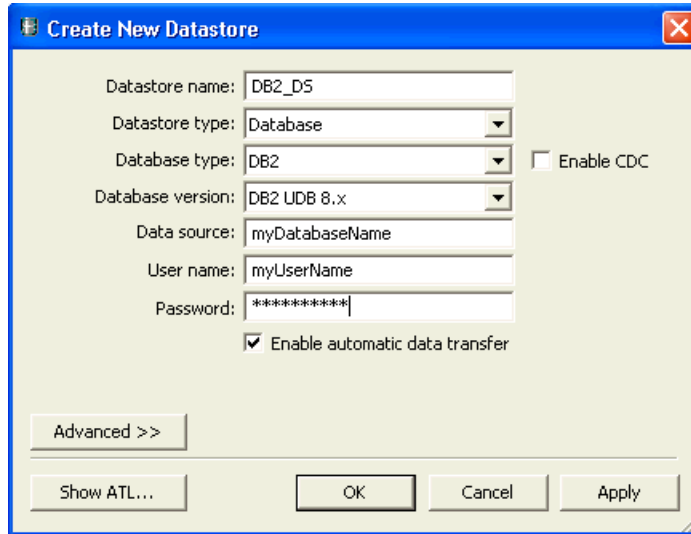 Create New Datastore
Datastore name: DB2_DS
Datastore type: Database
Database type: DB2 Enable CDC
Database version: DB2 UDB 8.x
Data source: myDatabaseName
User name: myUserName
Password: **********
Enable automatic data transfer
Advanced >>
Show ATL... OK Cancel Apply